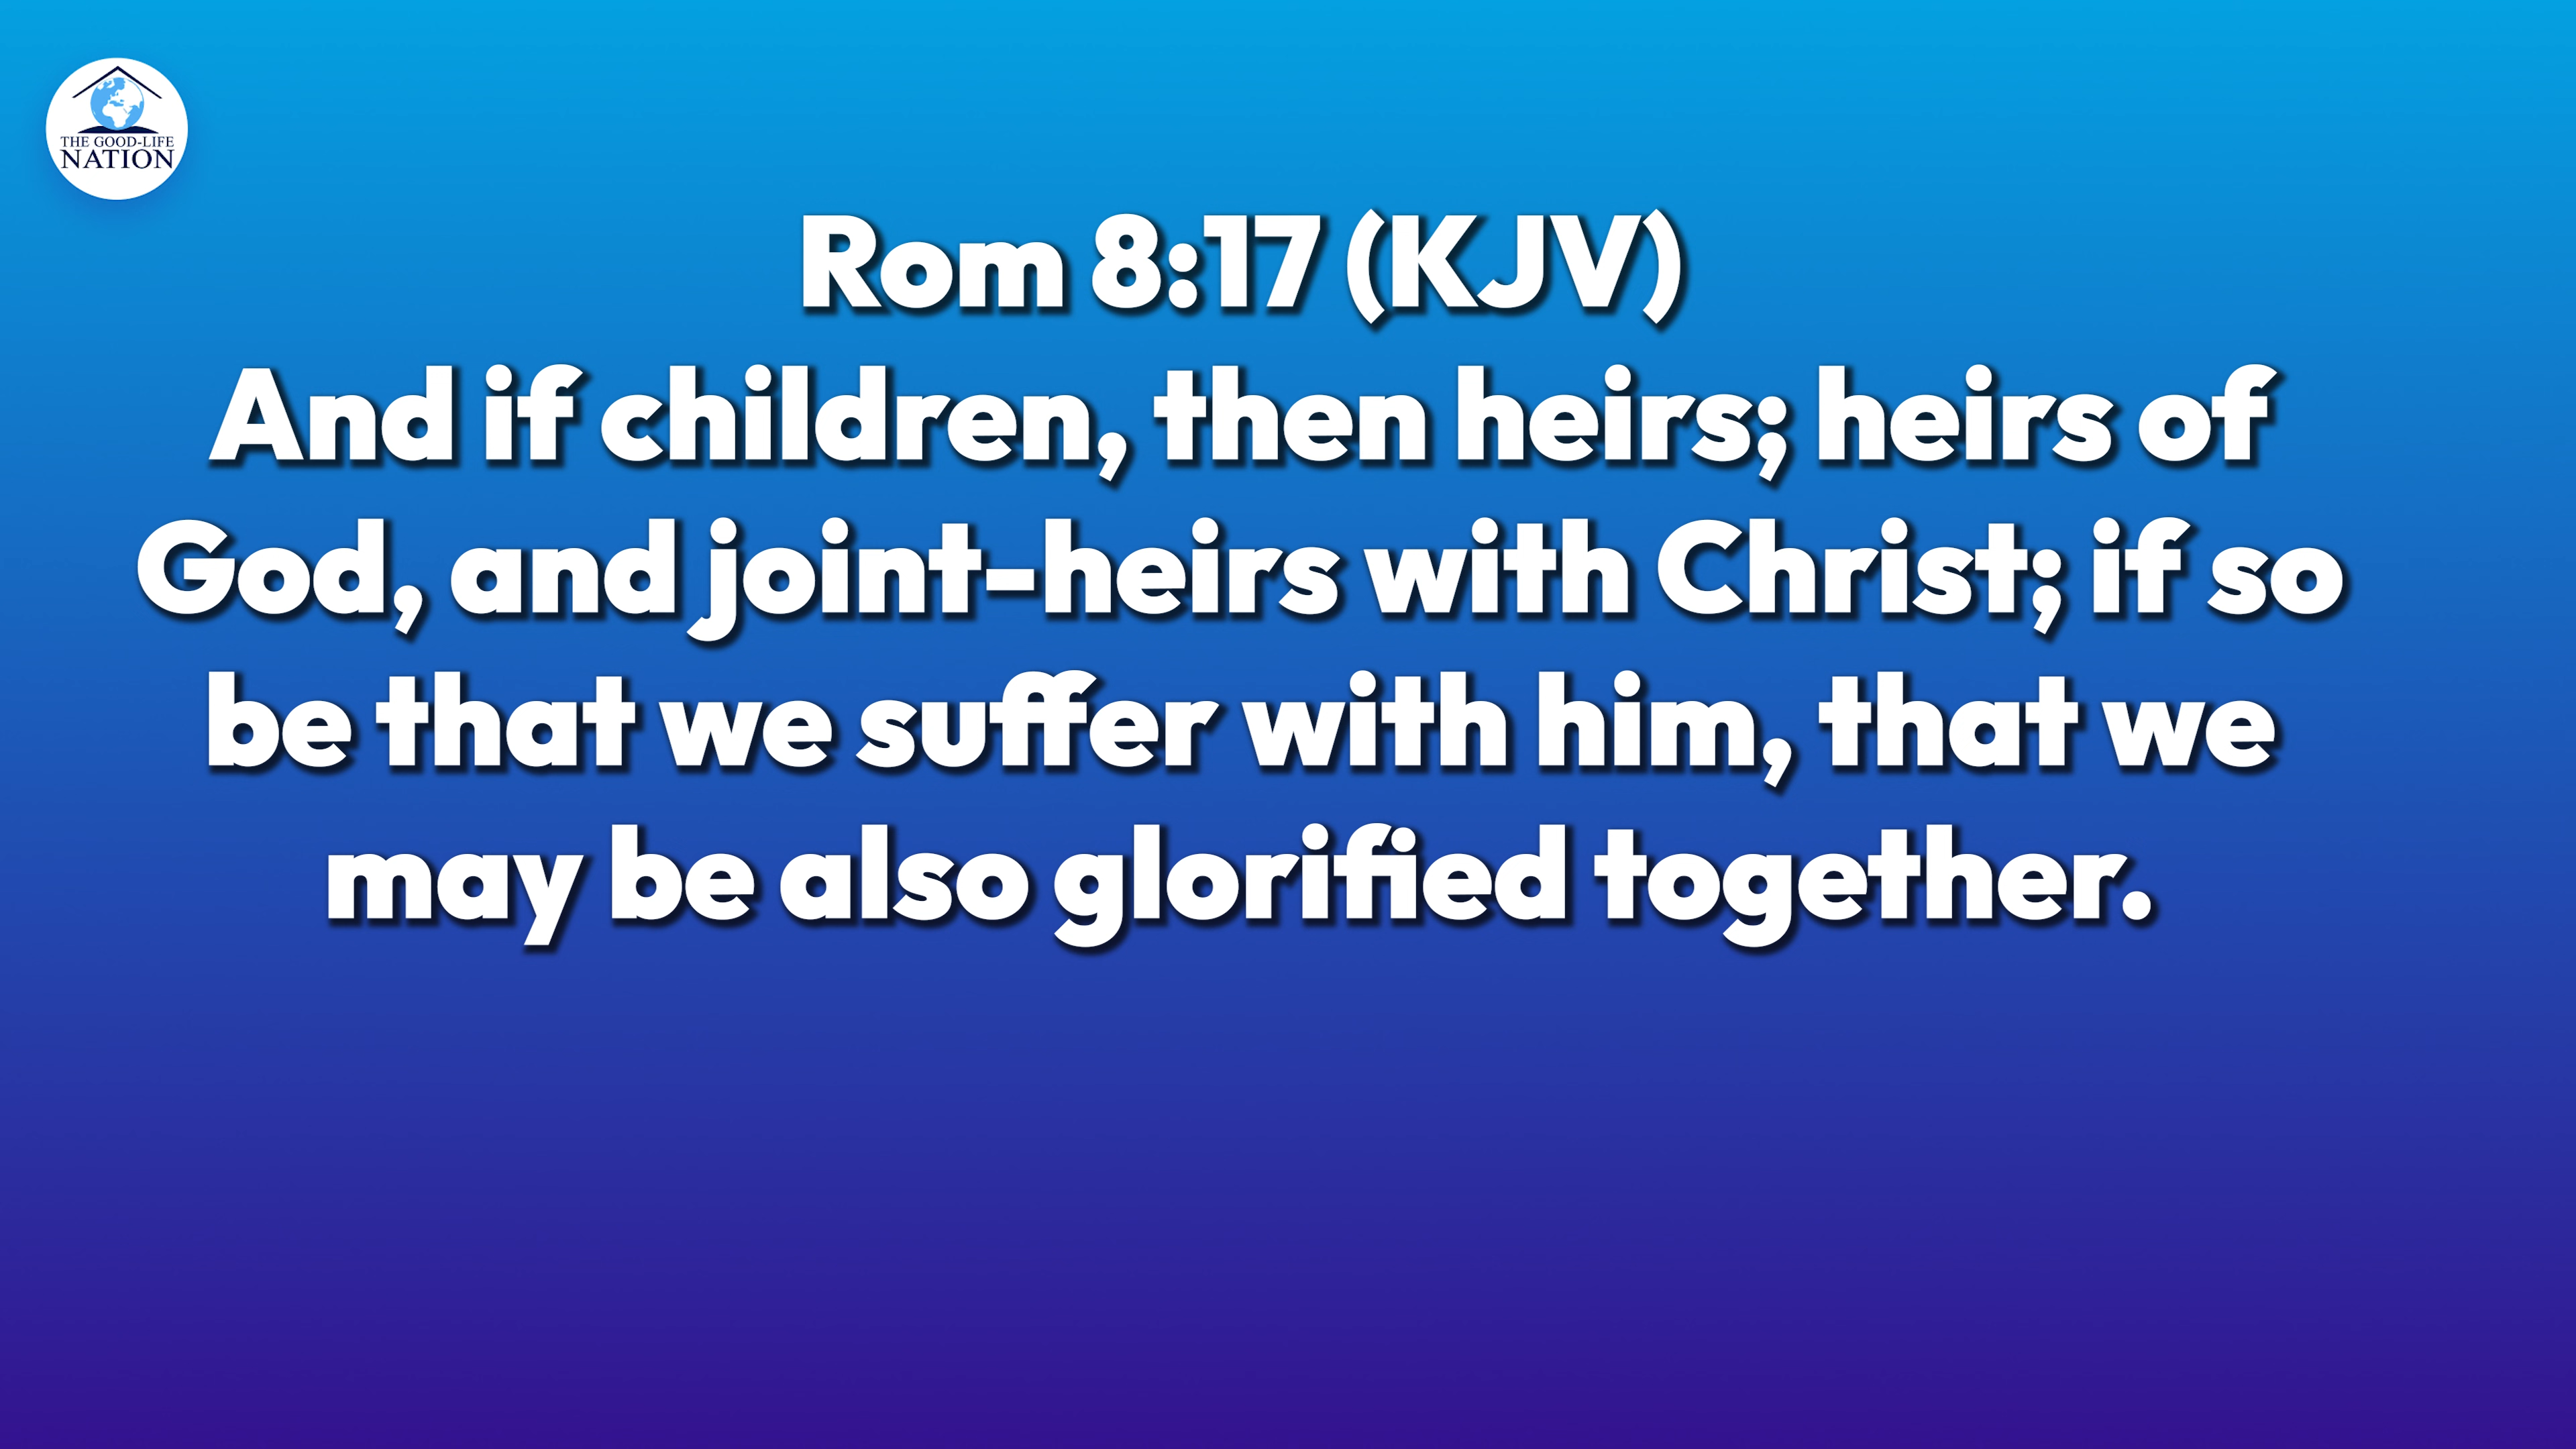 THE GOOD-LIFE
NATION
Rom 8:17 (KJV)
And if children, then heirs; heirs of
God, and joint-heirs with Christ; if so
be that we suffer with him, that we
may be also glorified together.